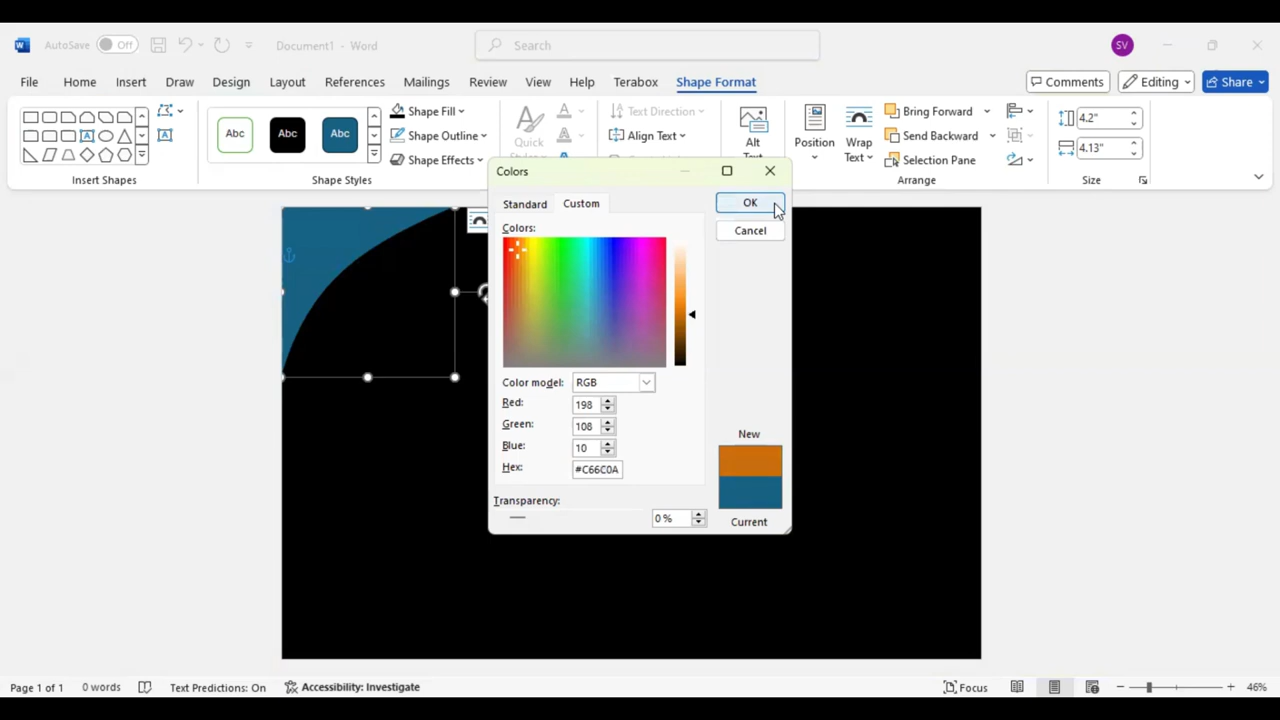 AutoSave Off Document1 - Word Search SV
File Home Insert Draw Design Layout References Mailings Review View Help Terabox Shape Format Comments Editing Share
Abc Abc Abc Shape Fill Text Direction Bring Forward 4.2"
Shape Outline Align Text Send Backward
Shape Effects Quick Alt Text Position Wrap Text Selection Pane 4.13"
Insert Shapes Shape Styles Arrange Size
Colors
Standard Custom OK
Colors: Cancel
Color model: RGB
Red: 198
Green: 108
Blue: 10
Hex: #C66C0A
New
Transparency:
0 %
Current
Page 1 of 1 0 words Text Predictions: On Accessibility: Investigate Focus 46%